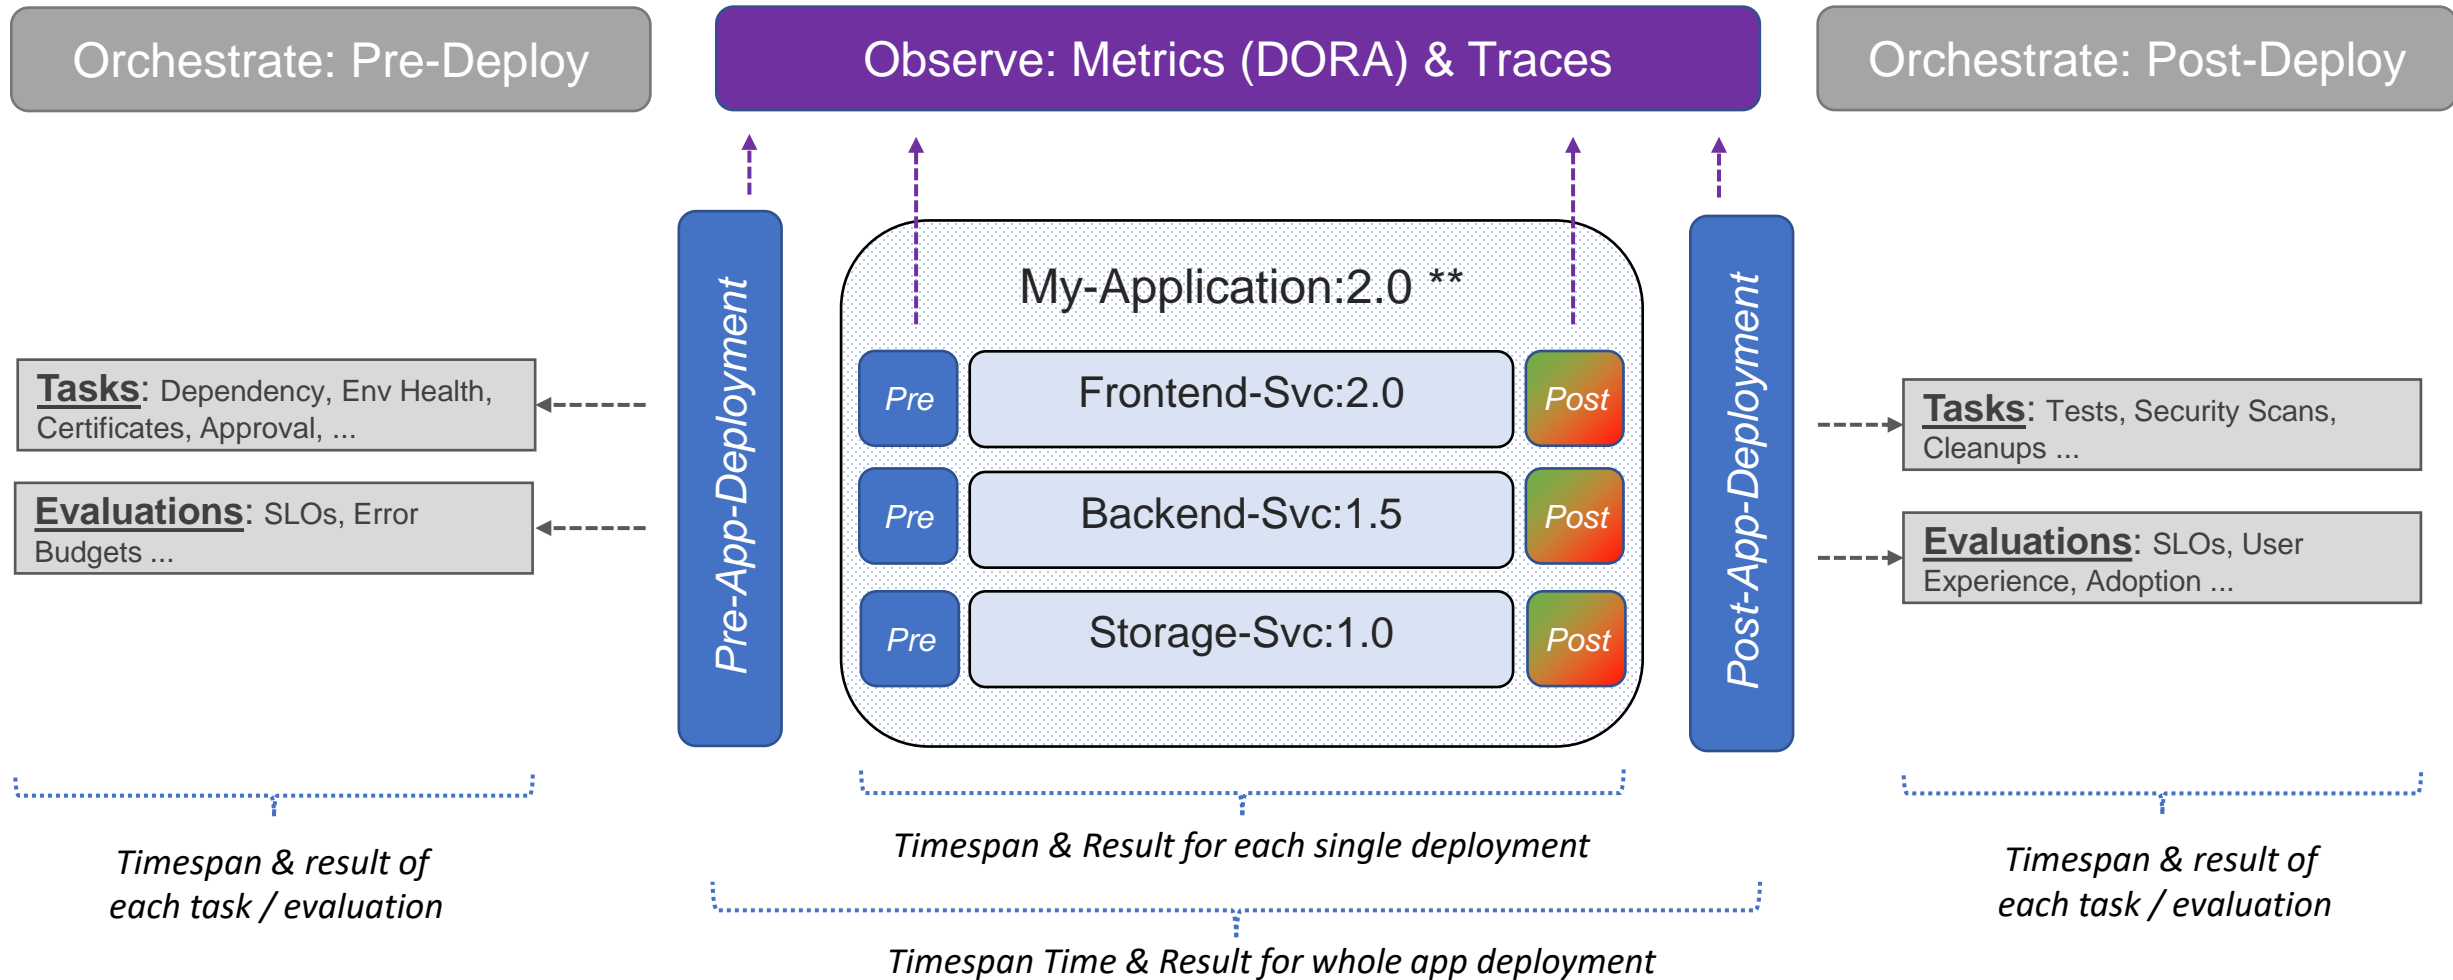 Orchestrate: Pre-Deploy
Observe: Metrics (DORA) & Traces
Orchestrate: Post-Deploy
Pre-App-Deployment
My-Application:2.0 **
Post-App-Deployment
Tasks: Dependency, Env Health,
Certificates, Approval, ...
Evaluations: SLOs, Error
Budgets ...
Pre
Frontend-Svc:2.0
Post
Pre
Backend-Svc:1.5
Post
Pre
Storage-Svc:1.0
Post
Tasks: Tests, Security Scans,
Cleanups ...
Evaluations: SLOs, User
Experience, Adoption ...
Timespan & result of
each task / evaluation
Timespan & Result for each single deployment
Timespan Time & Result for whole app deployment
Timespan & result of
each task / evaluation